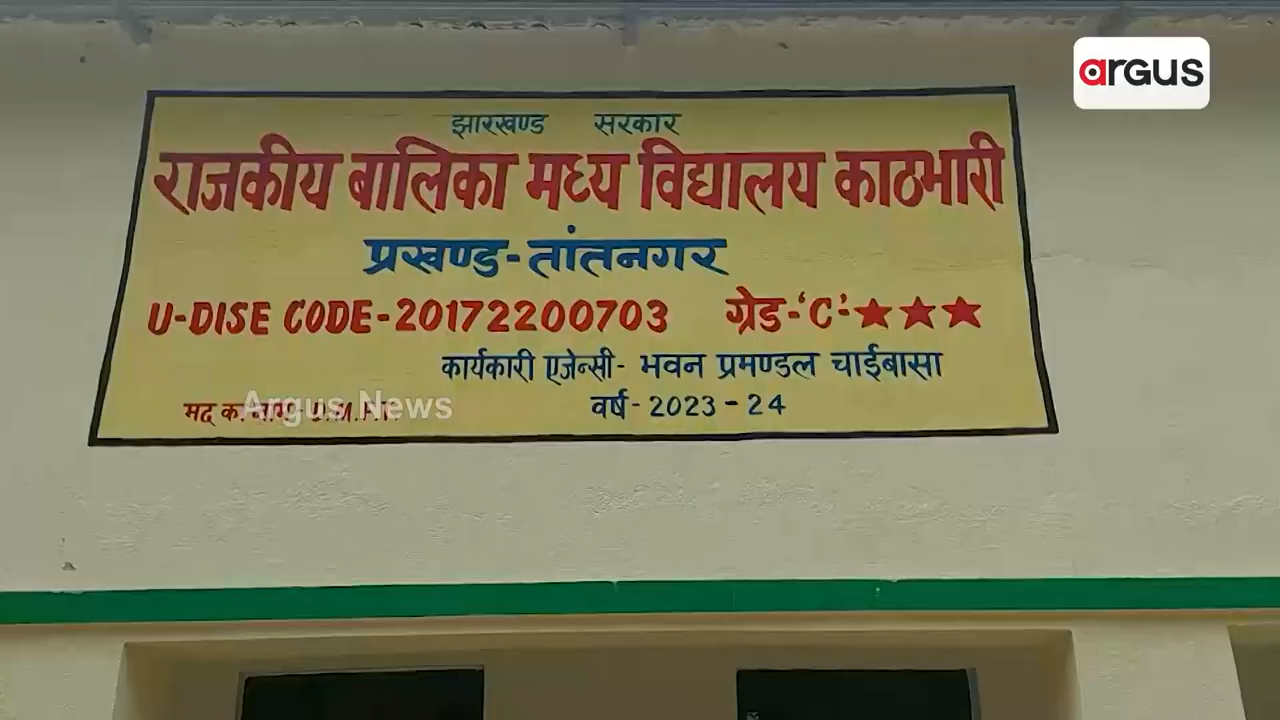 argus
झारखण्ड सरकार
राजकीय बालिका मध्य विद्यालय काठभारी
प्रखण्ड-तांतनगर
U-DISE CODE-20172200703 ग्रेड-'C'-★★★
कार्यकारी एजेन्सी- भवन प्रमण्डल चाईबासा
मद का नाम-
Argus News
वर्ष-2023-24